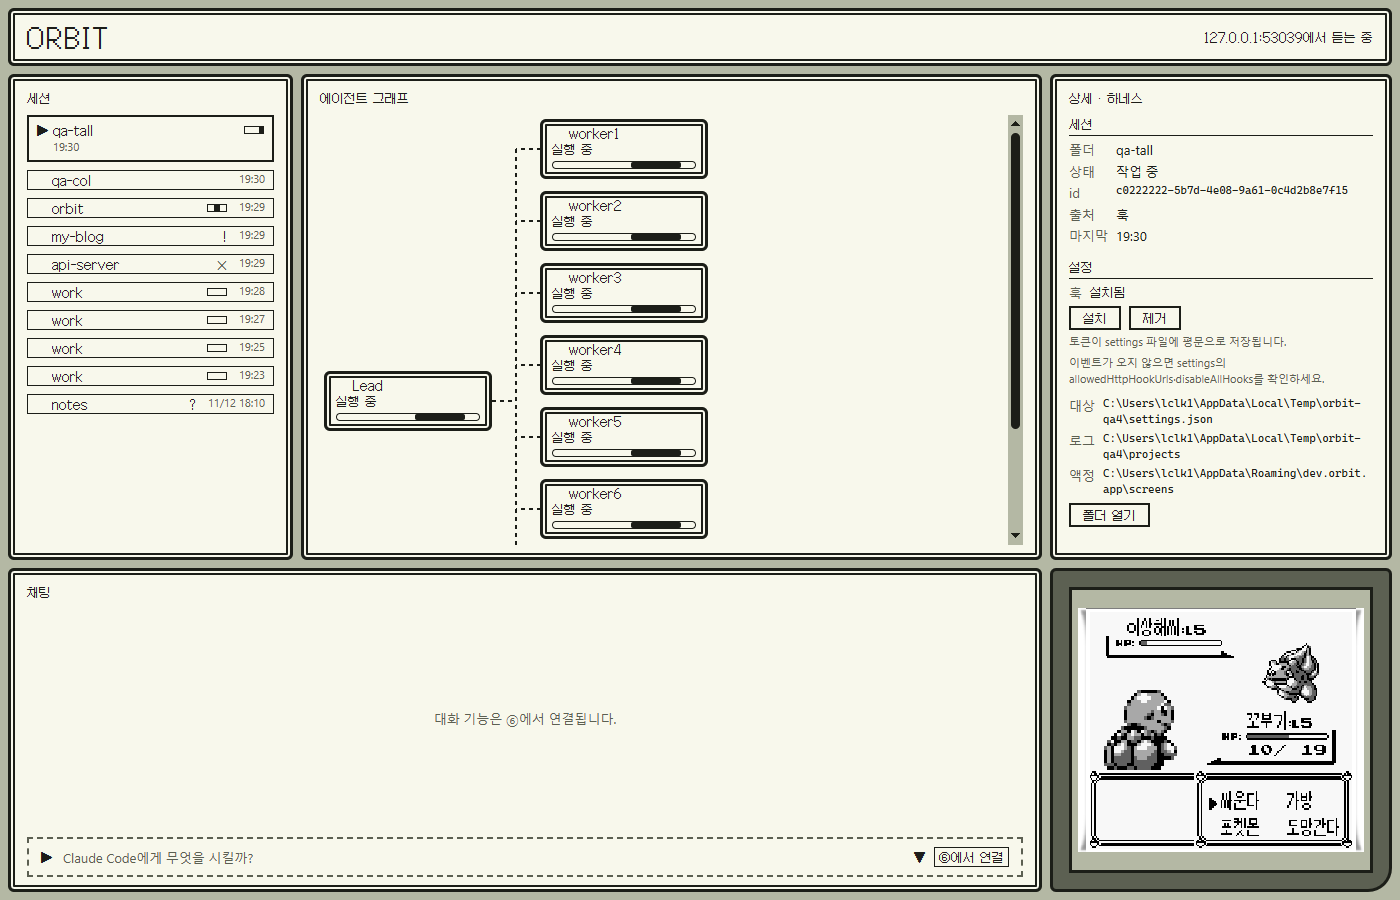 ORBIT
127.0.0.1:53039에서 듣는 중
세션
▶ qa-tall
19:30
qa-col 19:30
orbit 19:29
my-blog ! 19:29
api-server × 19:29
work 19:28
work 19:27
work 19:25
work 19:23
notes ? 11/12 18:10
에이전트 그래프
Lead
실행 중
worker1
실행 중
worker2
실행 중
worker3
실행 중
worker4
실행 중
worker5
실행 중
worker6
실행 중
상세 · 하네스
세션
폴더 qa-tall
상태 작업 중
id c0222222-5b7d-4e08-9a61-0c4d2b8e7f15
출처 훅
마지막 19:30
설정
훅 설치됨
설치 제거
토큰이 settings 파일에 평문으로 저장됩니다.
이벤트가 오지 않으면 settings의
allowedHttpHookUrls·disableAllHooks를 확인하세요.
대상 C:\Users\lclk1\AppData\Local\Temp\orbit-
qa4\settings.json
로그 C:\Users\lclk1\AppData\Local\Temp\orbit-
qa4\projects
액정 C:\Users\lclk1\AppData\Roaming\dev.orbit.
app\screens
폴더 열기
채팅
대화 기능은 ⑥에서 연결됩니다.
▶ Claude Code에게 무엇을 시킬까?
▼ ⑥에서 연결
이상해씨:L5
HP:
꼬부기:L5
HP:
10/ 19
▶싸운다 가방
포켓몬 도망간다